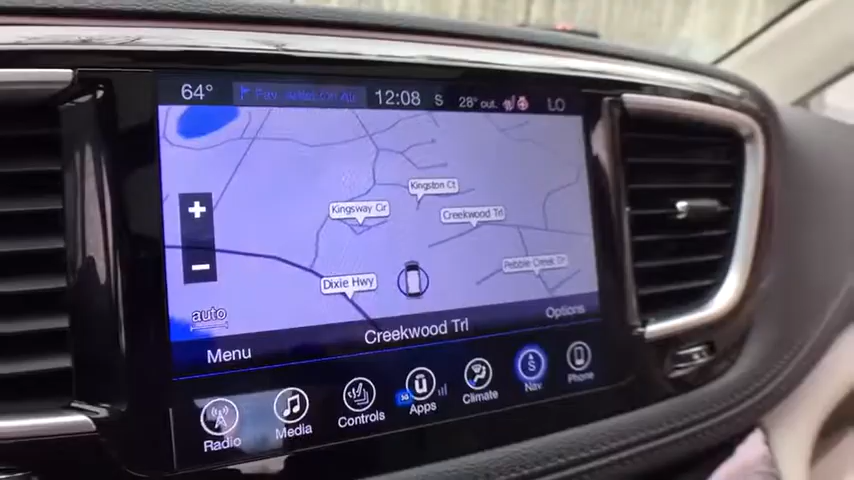 64° 12:08 S 28° out. LO
Kingston Ct
Kingsway Cir
Creekwood Trl
Pebble Creek Dr
Dixie Hwy
auto
Options
Creekwood Trl
Menu
Radio Media Controls Apps Climate Nav Phone